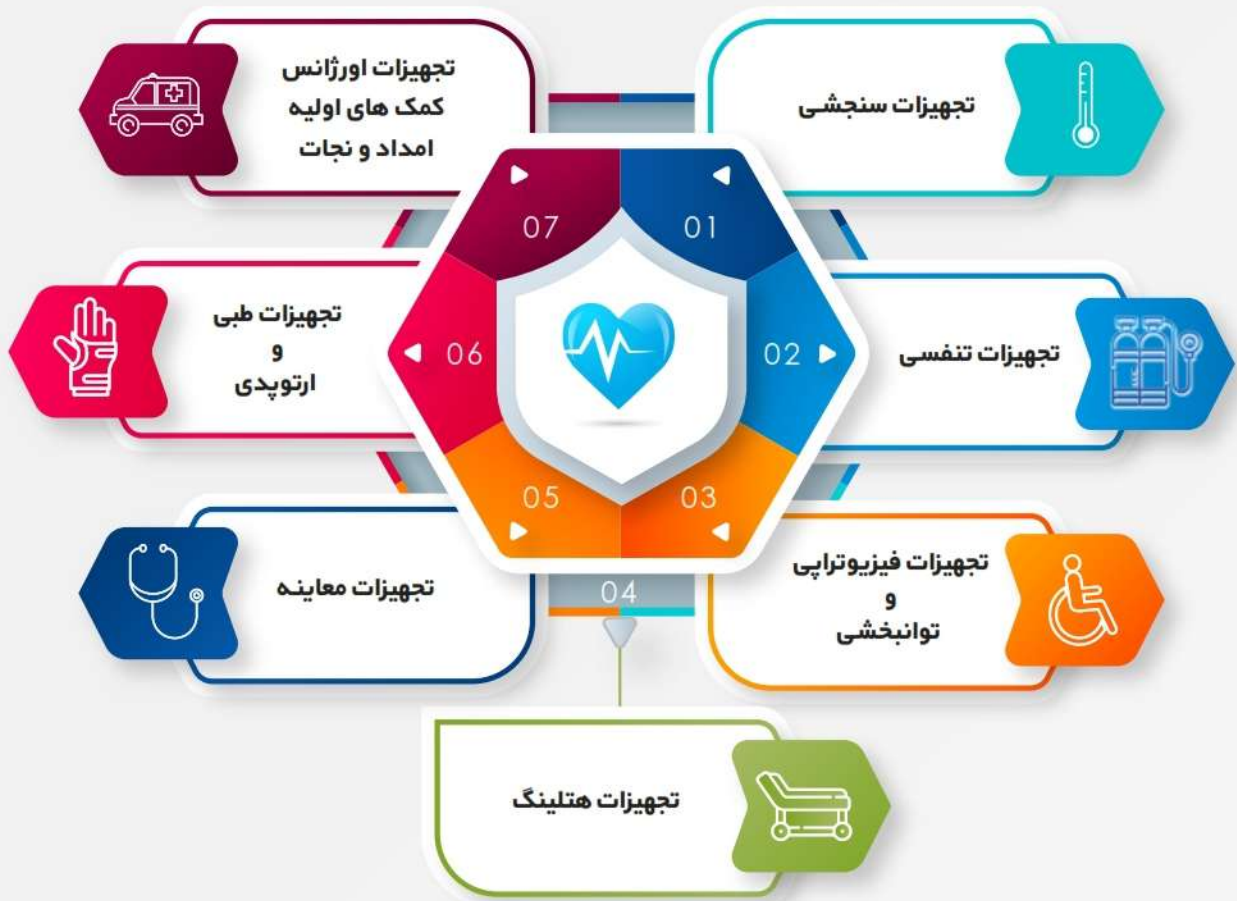 01
تجهیزات سنجشی
02
تجهیزات تنفسی
03
تجهیزات فیزیوتراپی
و
توانبخشی
04
تجهیزات هتلینگ
05
تجهیزات معاینه
06
تجهیزات طبی
و
ارتوپدی
07
تجهیزات اورژانس
کمک های اولیه
امداد و نجات